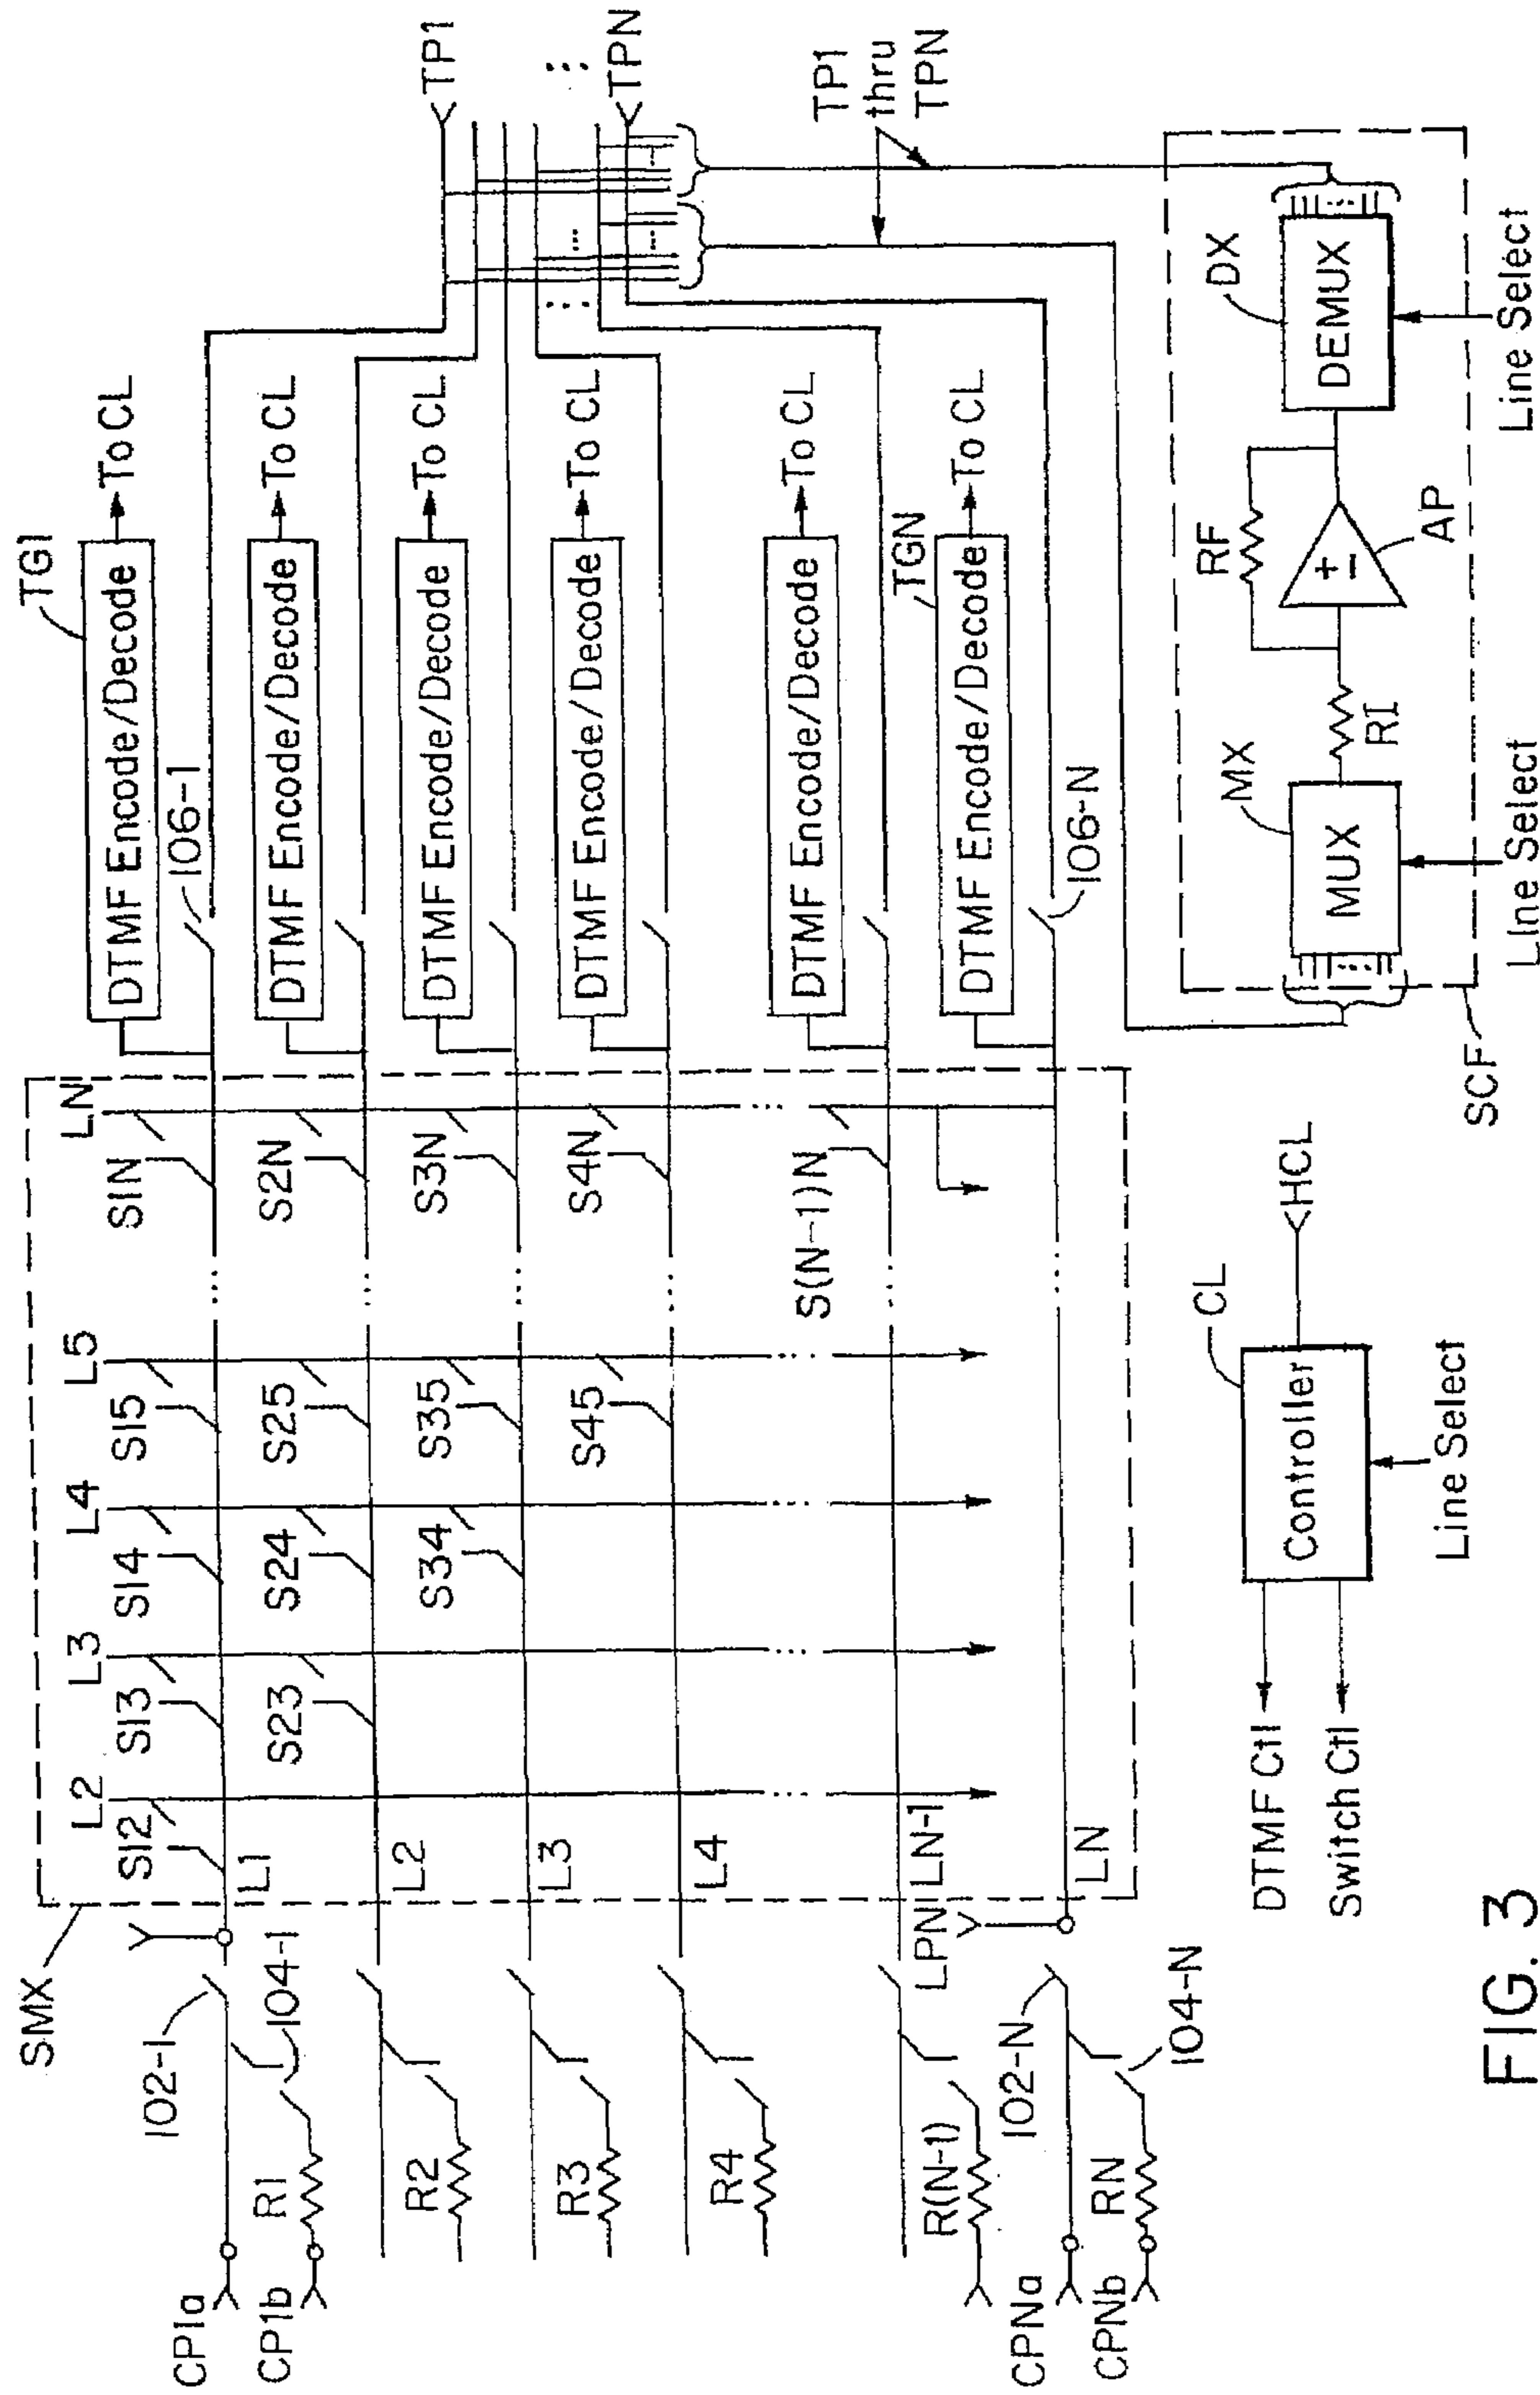 TG1
DTMF Encode/Decode
To CL
106-1
DTMF Encode/Decode
To CL
DTMF Encode/Decode
To CL
DTMF Encode/Decode
To CL
DTMF Encode/Decode
To CL
TGN
DTMF Encode/Decode
To CL
106-N
TP1
TPN
TP1
thru
TPN
SMX
L2
L3
L4
L5
LN
S12
S13
S14
S15
S1N
S23
S24
S25
S2N
S34
S35
S3N
S45
S4N
S(N-1)N
L1
L2
L3
L4
LN-1
LN
LPN
102-1
104-1
CP1a
CP1b
R1
R2
R3
R4
R(N-1)
102-N
104-N
CPNa
CPNb
RN
DTMF Ctl
Switch Ctl
Controller
CL
HCL
Line Select
SCF
MX
MUX
Line Select
RI
RF
+
-
AP
DX
DEMUX
Line Select
FIG. 3